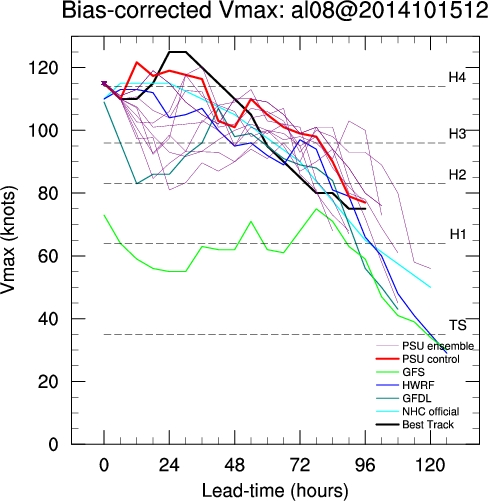 Bias-corrected Vmax: al08@2014101512
120
100
80
60
40
20
0
Vmax (knots)
H4
H3
H2
H1
TS
PSU ensemble
PSU control
GFS
HWRF
GFDL
NHC official
Best Track
0 24 48 72 96 120
Lead-time (hours)